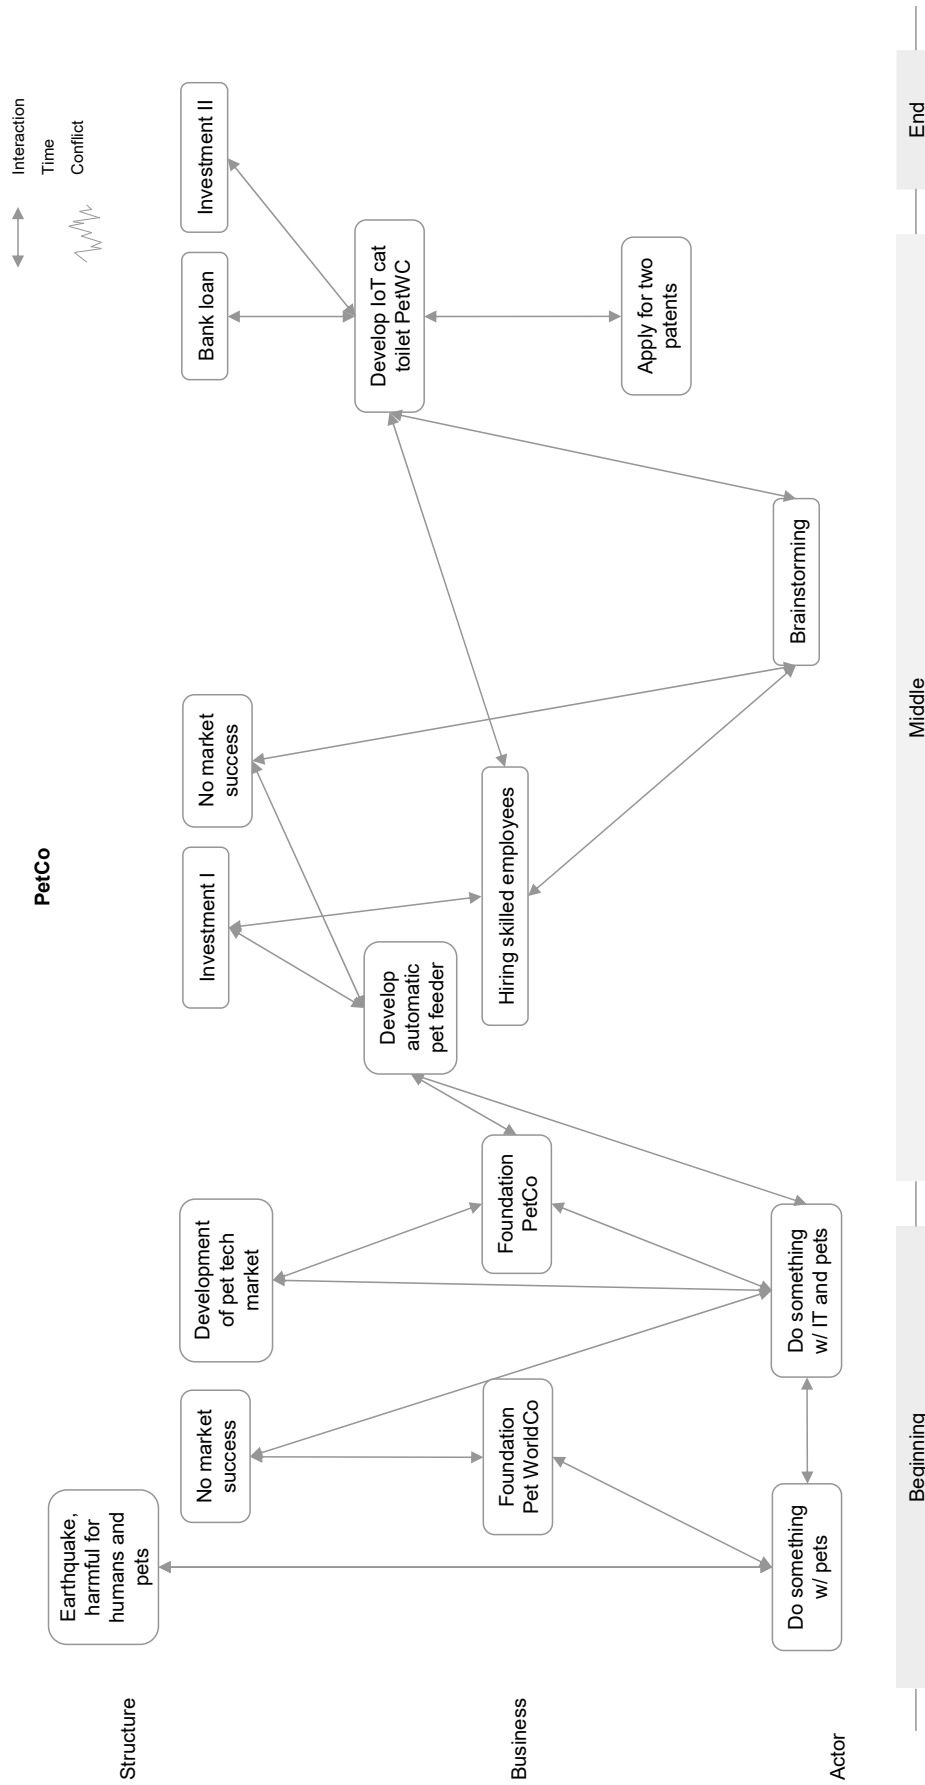 PetCo
Interaction
Time
Conflict
Structure
Earthquake,
harmful for
humans and
pets
No market
success
Development
of pet tech
market
Investment I
No market
success
Bank loan
Investment II
Business
Foundation
Pet WorldCo
Foundation
PetCo
Develop
automatic
pet feeder
Hiring skilled employees
Develop IoT cat
toilet PetWC
Apply for two
patents
Actor
Do something
w/ pets
Do something
w/ IT and pets
Brainstorming
Beginning
Middle
End